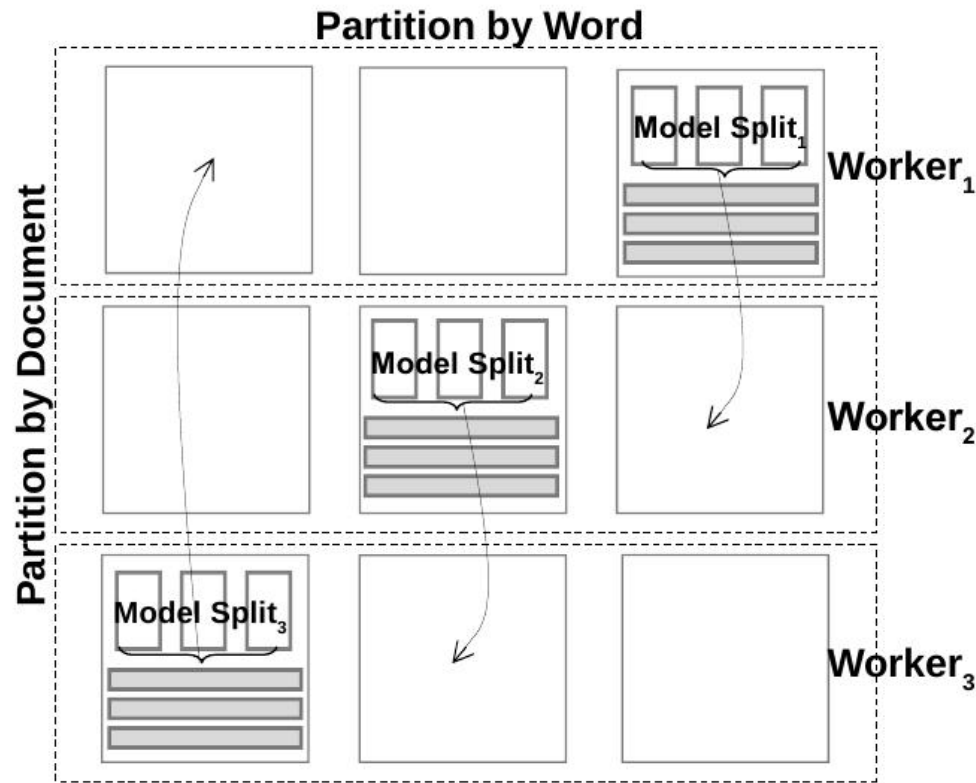 Partition by Word
Partition by Document
Model Split₁
Worker₁
Model Split₂
Worker₂
Model Split₃
Worker₃